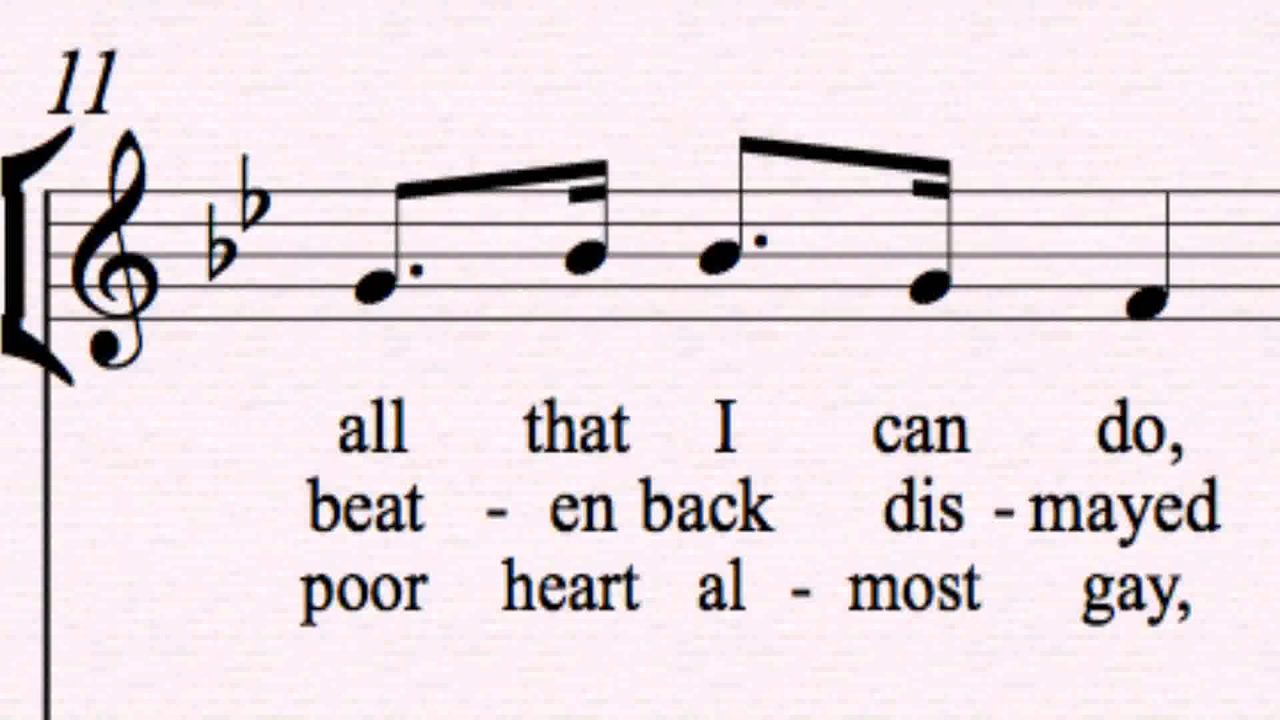 11
all that I can do,
beat - en back dis - mayed
poor heart al - most gay,